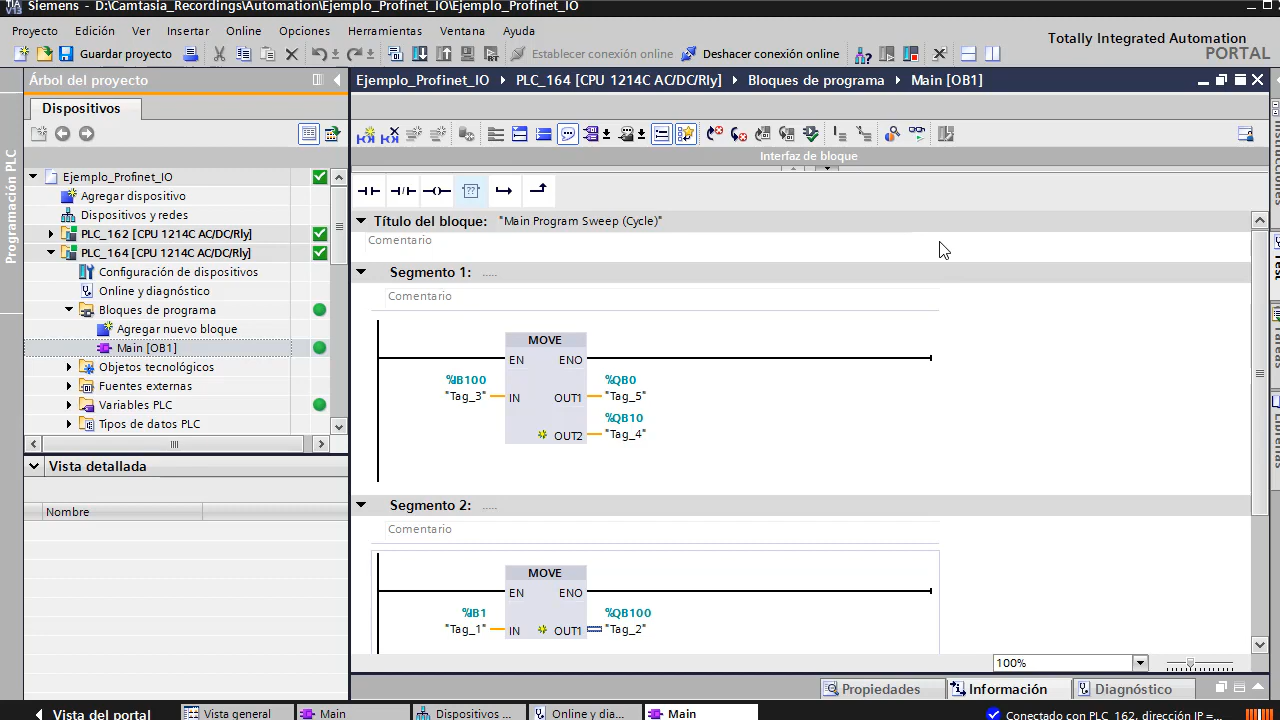 Siemens - D:\Camtasia_Recordings\Automation\Ejemplo_Profinet_IO\Ejemplo_Profinet_IO
Proyecto Edición Ver Insertar Online Opciones Herramientas Ventana Ayuda
Totally Integrated Automation
PORTAL
Guardar proyecto Establecer conexión online Deshacer conexión online
Árbol del proyecto
Ejemplo_Profinet_IO PLC_164 [CPU 1214C AC/DC/Rly] Bloques de programa Main [OB1]
Dispositivos
Programación PLC
Interfaz de bloque
Ejemplo_Profinet_IO
Agregar dispositivo
Dispositivos y redes
PLC_162 [CPU 1214C AC/DC/Rly]
PLC_164 [CPU 1214C AC/DC/Rly]
Configuración de dispositivos
Online y diagnóstico
Bloques de programa
Agregar nuevo bloque
Main [OB1]
Objetos tecnológicos
Fuentes externas
Variables PLC
Tipos de datos PLC
Vista detallada
Nombre
??
Título del bloque: "Main Program Sweep (Cycle)"
Comentario
Segmento 1: .....
Comentario
MOVE
EN ENO
%IB100 %QB0
"Tag_3" IN OUT1 "Tag_5"
%QB10
OUT2 "Tag_4"
Segmento 2: .....
Comentario
MOVE
EN ENO
%IB1 %QB100
"Tag_1" IN OUT1 "Tag_2"
100%
Propiedades Información Diagnóstico
Vista del portal Vista general Main Dispositivos ... Online y dia... Main Conectado con PLC_162, dirección IP =...